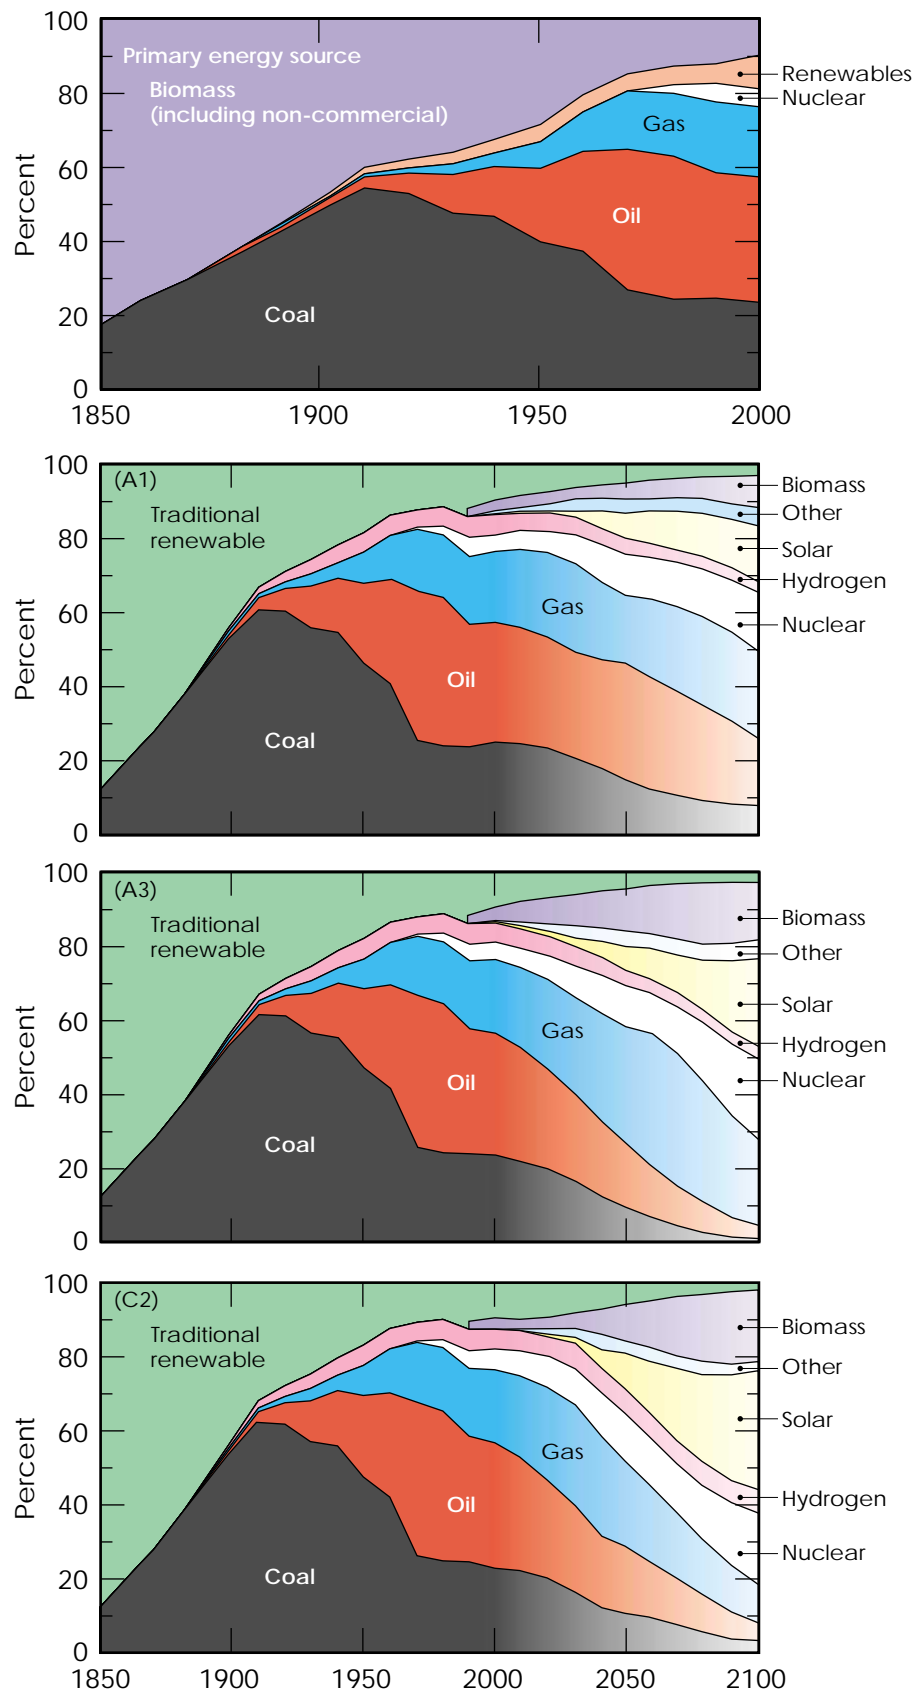 100
80
60
40
20
0
Percent
Primary energy source
Biomass
(including non-commercial)
Gas
Oil
Coal
Renewables
Nuclear
1850
1900
1950
2000
100
80
60
40
20
0
Percent
(A1)
Traditional
renewable
Gas
Oil
Coal
Biomass
Other
Solar
Hydrogen
Nuclear
100
80
60
40
20
0
Percent
(A3)
Traditional
renewable
Gas
Oil
Coal
Biomass
Other
Solar
Hydrogen
Nuclear
100
80
60
40
20
0
Percent
(C2)
Traditional
renewable
Gas
Oil
Coal
Biomass
Other
Solar
Hydrogen
Nuclear
1850
1900
1950
2000
2050
2100